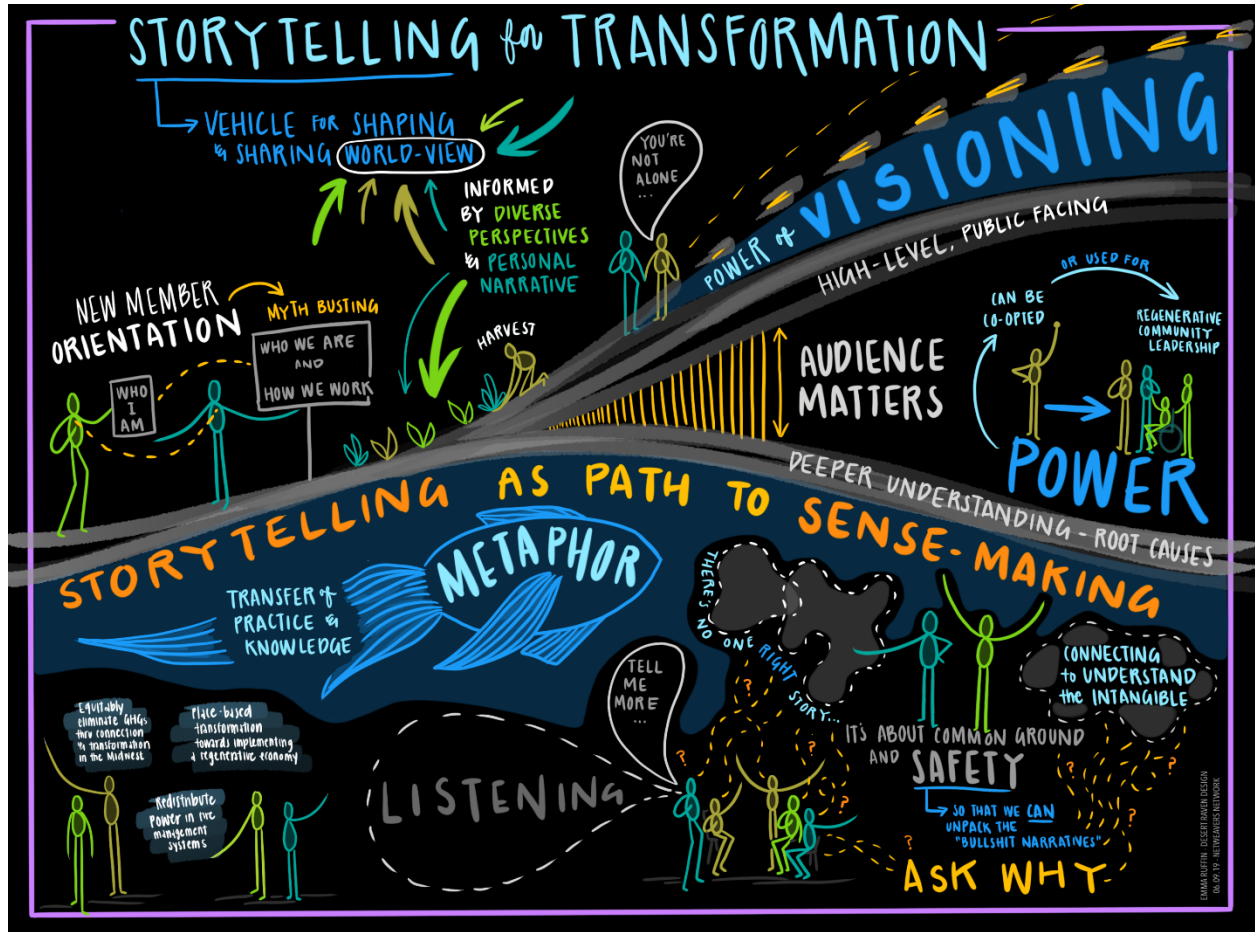 STORYTELLING for TRANSFORMATION
VEHICLE FOR SHAPING
& SHARING WORLD-VIEW
INFORMED
BY DIVERSE
PERSPECTIVES
& PERSONAL
NARRATIVE
YOU'RE
NOT
ALONE
...
POWER of VISIONING
HIGH-LEVEL, PUBLIC FACING
NEW MEMBER
ORIENTATION
MYTH BUSTING
WHO WE ARE
AND
HOW WE WORK
WHO
I
AM
HARVEST
AUDIENCE
MATTERS
OR USED FOR
CAN BE
CO-OPTED
REGENERATIVE
COMMUNITY
LEADERSHIP
POWER
DEEPER UNDERSTANDING - ROOT CAUSES
STORYTELLING AS PATH TO SENSE-MAKING
METAPHOR
TRANSFER of
PRACTICE &
KNOWLEDGE
THERE'S NO ONE RIGHT STORY...
CONNECTING
to UNDERSTAND
the INTANGIBLE
TELL
ME
MORE
...
LISTENING
IT'S ABOUT COMMON GROUND
AND SAFETY
SO THAT WE CAN
UNPACK THE
"BULLSHIT NARRATIVES"
ASK WHY
Equitably
eliminate GHGs
thru connection
& transformation
in the Midwest
Place-based
transformation
towards implementing
a regenerative economy
Redistribute
power in fire
management
systems
? ? ? ? ? ? ? ?
EMMA RUFFIN - DESERT RAVEN DESIGN
06.09.19 - NETWEAVERS NETWORK